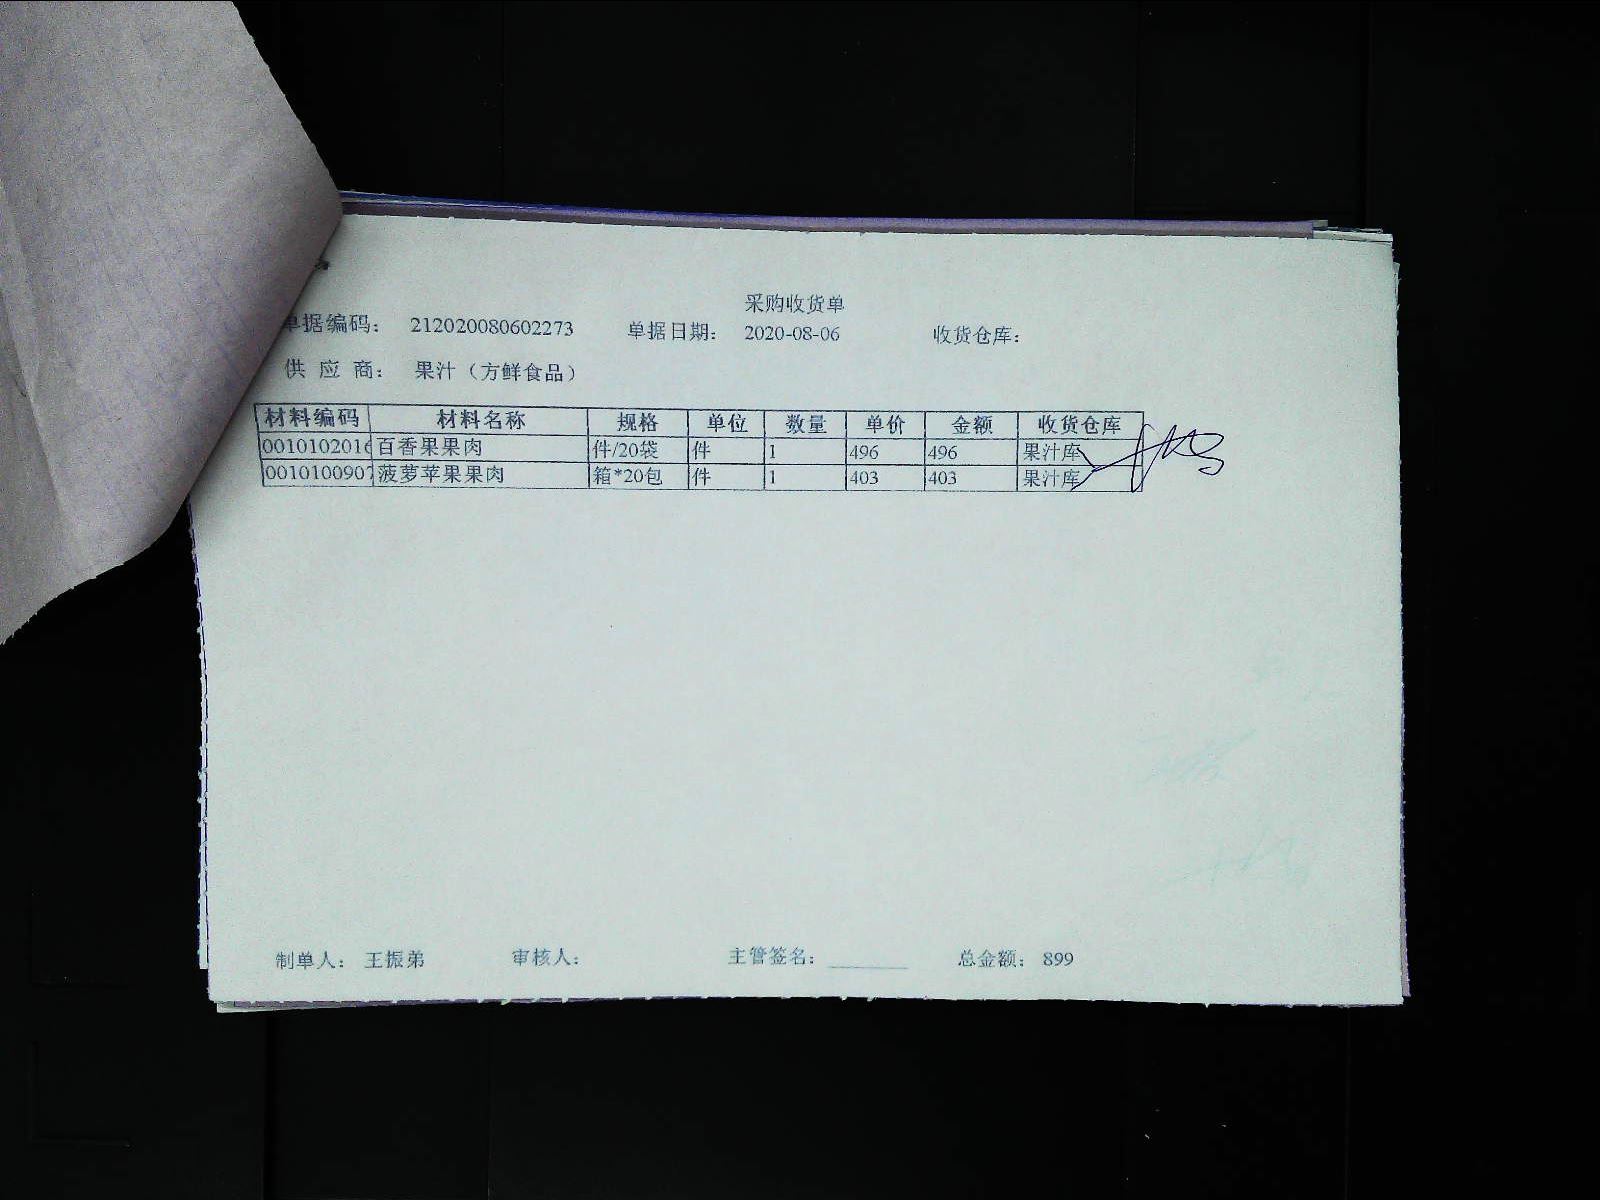 采购收货单
单据编码： 212020080602273 单据日期： 2020-08-06 收货仓库：
供 应 商： 果汁（方鲜食品）
材料编码 材料名称 规格 单位 数量 单价 金额 收货仓库
0010102016 百香果果肉 件/20袋 件 1 496 496 果汁库
0010100907 菠萝苹果果肉 箱*20包 件 1 403 403 果汁库
制单人： 王振弟 审核人： 主管签名： 总金额： 899